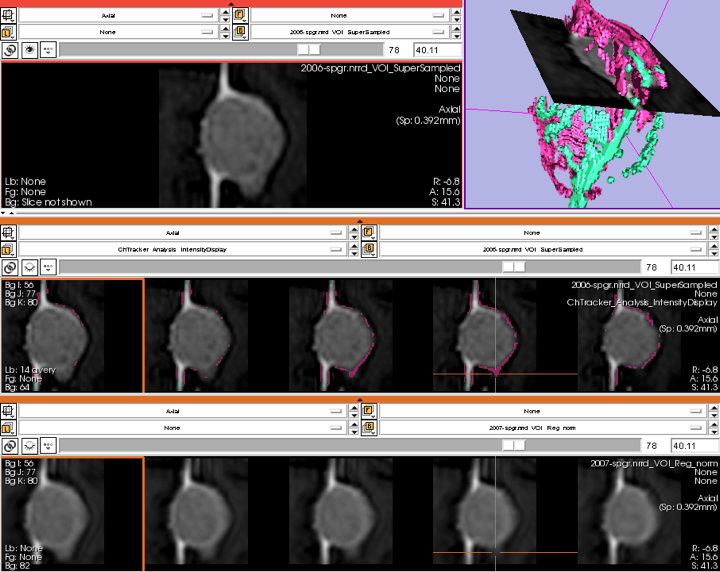 Axial
None
None
2006-spgr.nrrd_VOI_SuperSampled
78
40.11
2006-spgr.nrrd_VOI_SuperSampled
None
None
Axial
(Sp: 0.392mm)
Lb: None
Fg: None
Bg: Slice not shown
R: -6.8
A: 15.6
S: 41.3
Axial
None
ChTracker_Analysis_IntensityDisplay
2006-spgr.nrrd_VOI_SuperSampled
78
40.11
Bg I: 56
Bg J: 77
Bg K: 80
2006-spgr.nrrd_VOI_SuperSampled
None
ChTracker_Analysis_IntensityDisplay
Axial
(Sp: 0.392mm)
Lb: 14 avery
Fg: None
Bg: 64
R: -6.8
A: 15.6
S: 41.3
Axial
None
None
2007-spgr.nrrd_VOI_Reg_norm
78
40.11
Bg I: 56
Bg J: 77
Bg K: 80
2007-spgr.nrrd_VOI_Reg_norm
None
None
Axial
(Sp: 0.392mm)
Lb: None
Fg: None
Bg: 82
R: -6.8
A: 15.6
S: 41.3